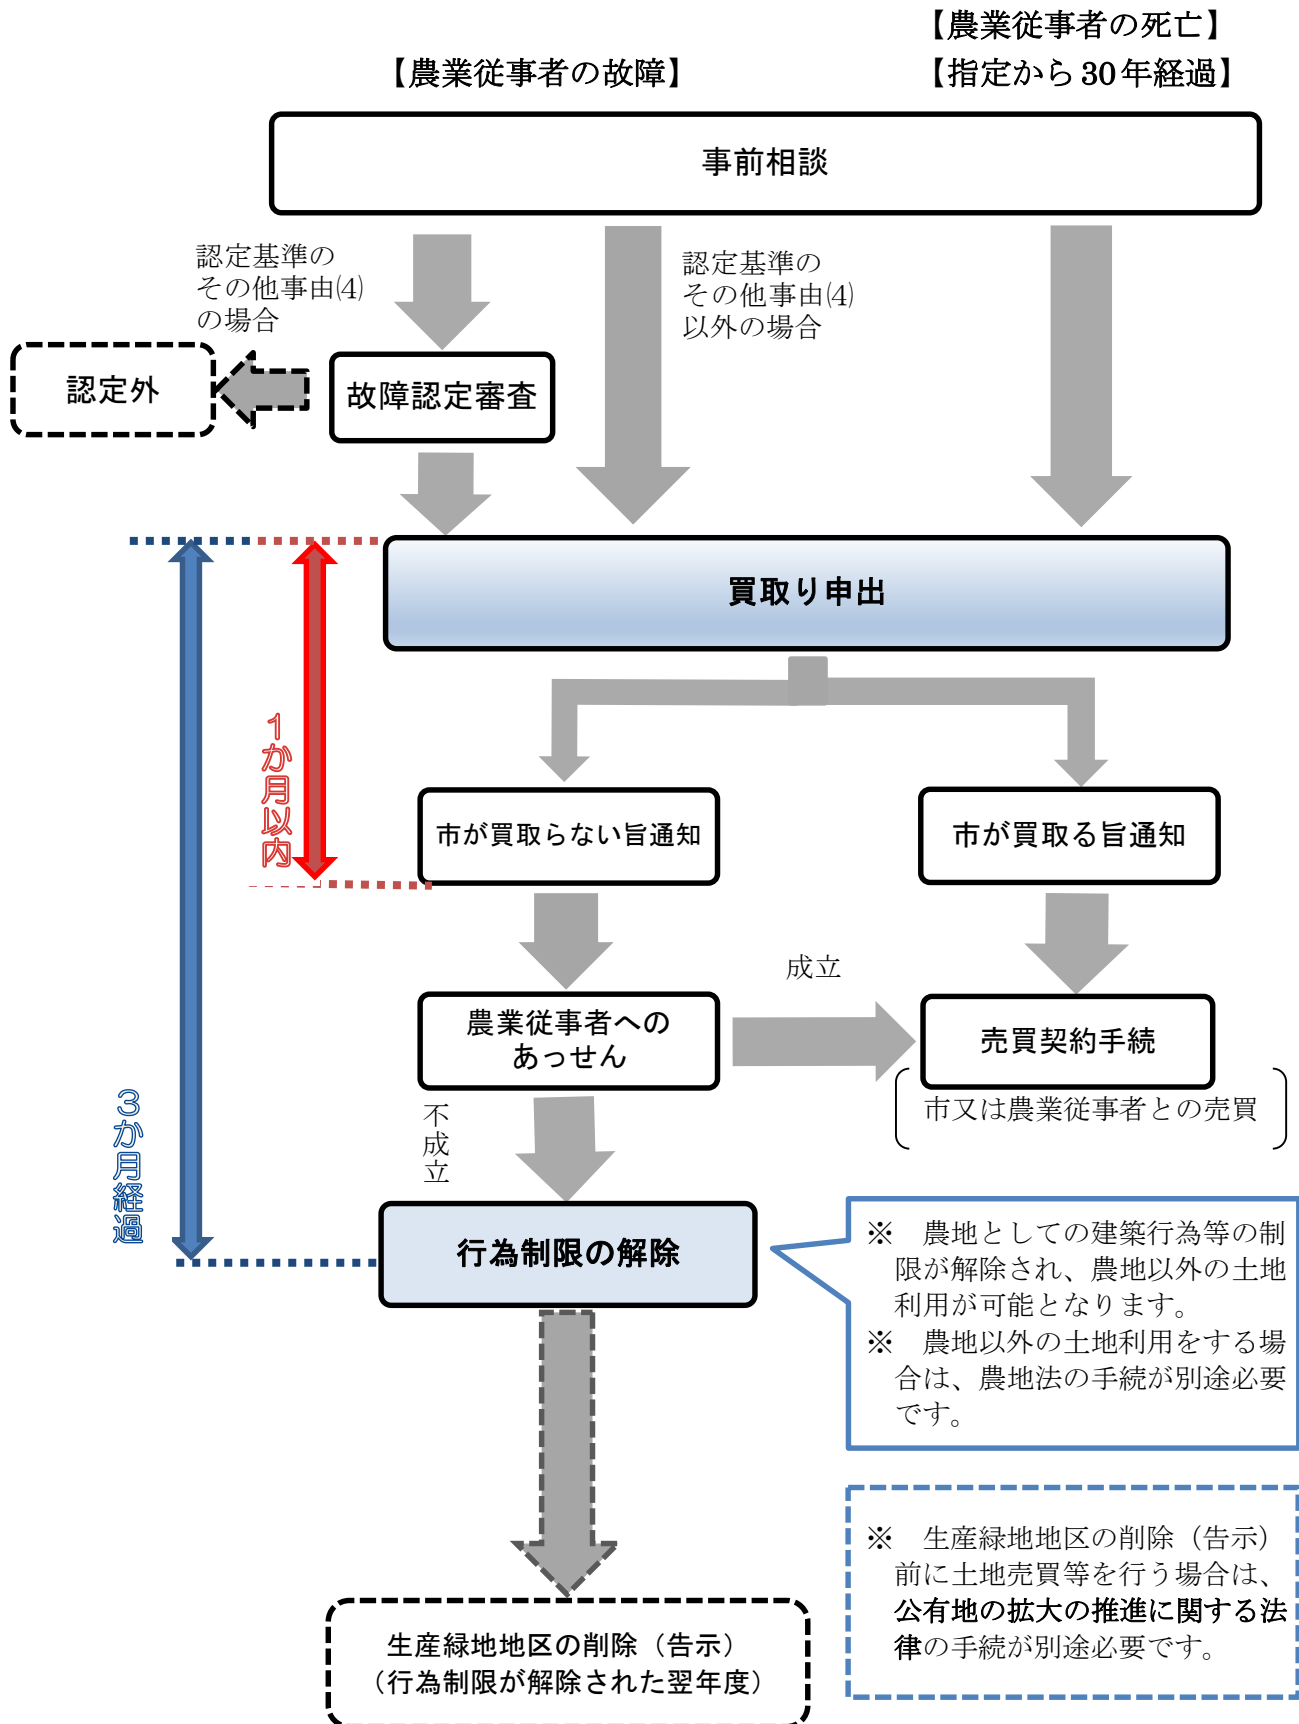 【農業従事者の死亡】
【農業従事者の故障】
【指定から30年経過】
事前相談
認定基準の
その他事由⑷
の場合
認定基準の
その他事由⑷
以外の場合
認定外
故障認定審査
買取り申出
1か月以内
3か月経過
市が買取らない旨通知
市が買取る旨通知
農業従事者への
あっせん
成立
売買契約手続
市又は農業従事者との売買
不成立
行為制限の解除
※　農地としての建築行為等の制
限が解除され、農地以外の土地
利用が可能となります。
※　農地以外の土地利用をする場
合は、農地法の手続が別途必要
です。
※　生産緑地地区の削除（告示）
前に土地売買等を行う場合は、
公有地の拡大の推進に関する法
律の手続が別途必要です。
生産緑地地区の削除（告示）
（行為制限が解除された翌年度）